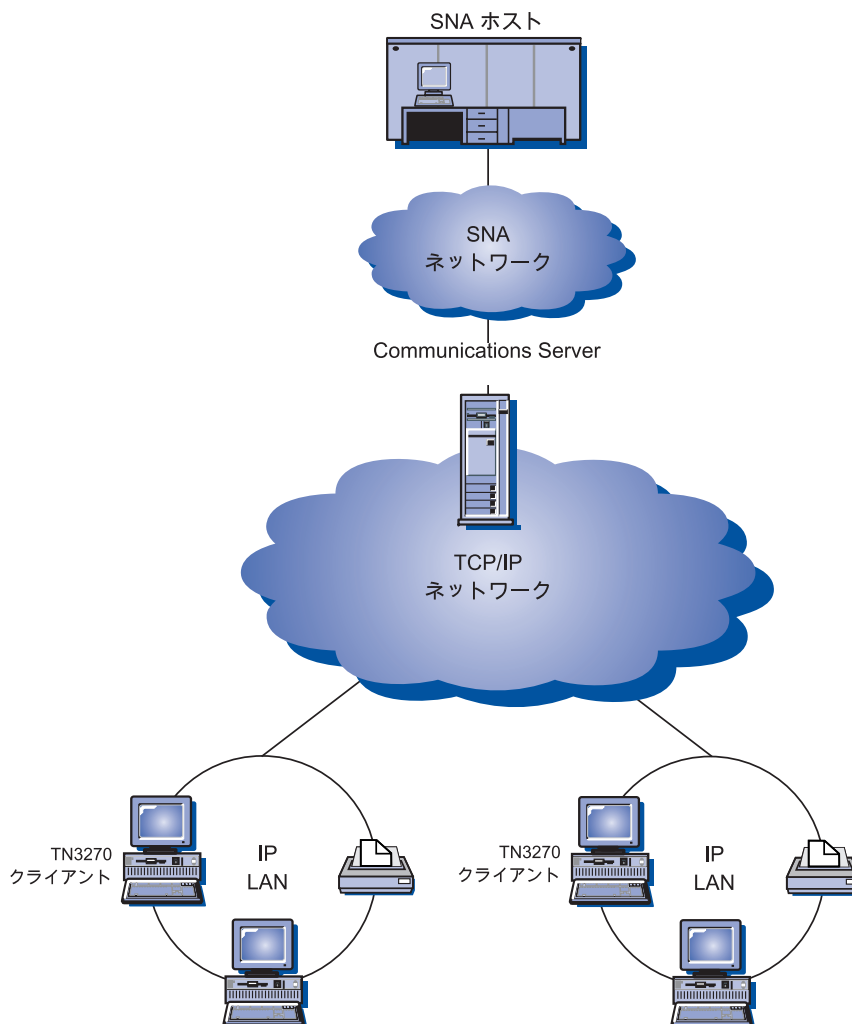 SNA ホスト
SNA
ネットワーク
Communications Server
TCP/IP
ネットワーク
TN3270
クライアント
IP
LAN
TN3270
クライアント
IP
LAN